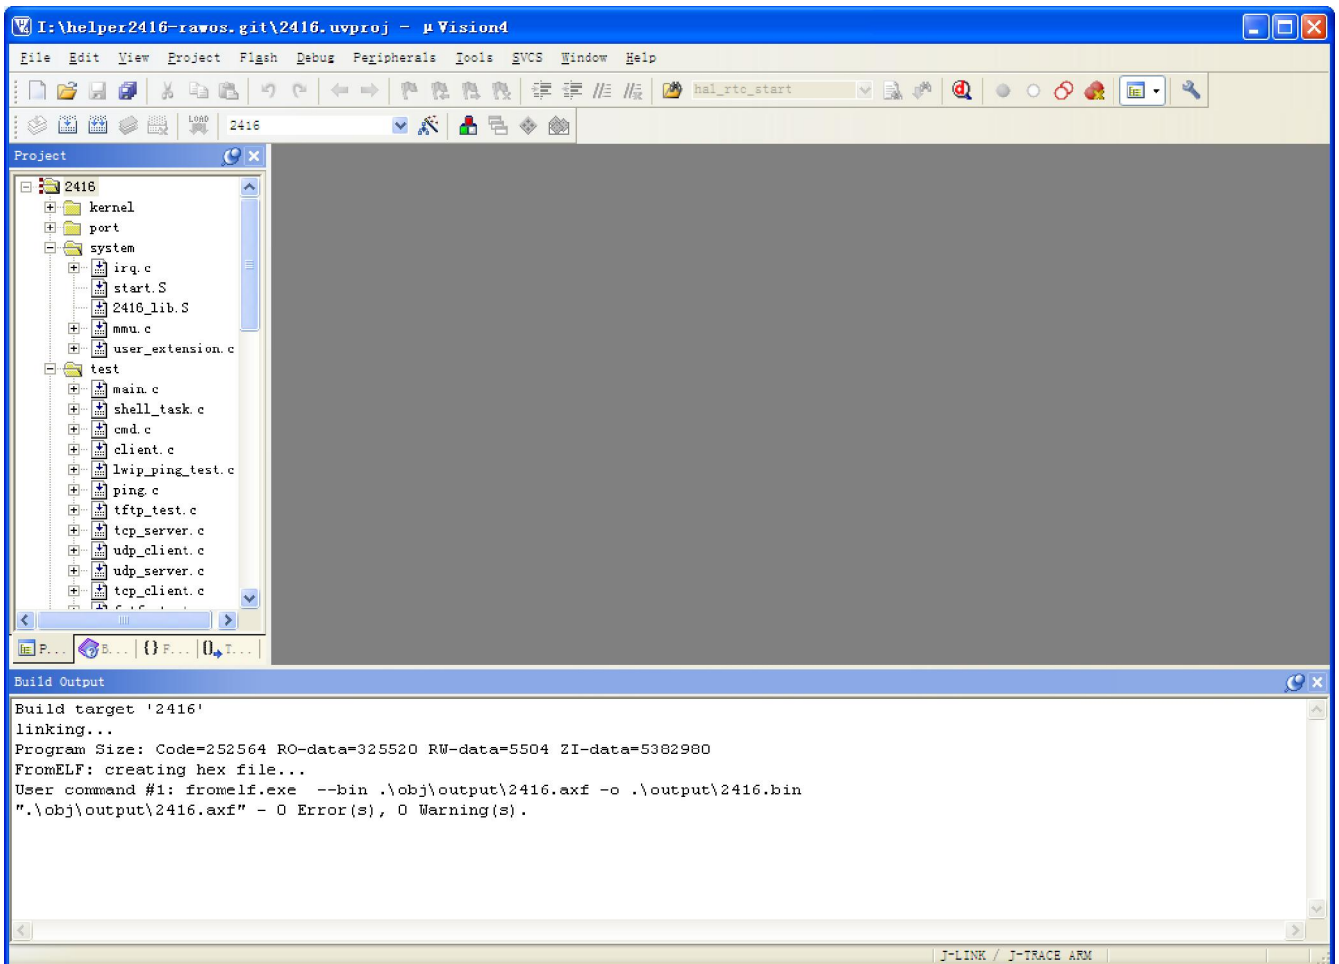 I:\helper2416-rawos.git\2416.uvproj - µVision4
File Edit View Project Flash Debug Peripherals Tools SVCS Window Help
hal_rtc_start
LOAD 2416
Project
2416
kernel
port
system
irq.c
start.S
2416_lib.S
mmu.c
user_extension.c
test
main.c
shell_task.c
cmd.c
client.c
lwip_ping_test.c
ping.c
tftp_test.c
tcp_server.c
udp_client.c
udp_server.c
tcp_client.c
P... B... {} F... 0 T...
Build Output
Build target '2416'
linking...
Program Size: Code=252564 RO-data=325520 RW-data=5504 ZI-data=5382980
FromELF: creating hex file...
User command #1: fromelf.exe  --bin .\obj\output\2416.axf -o .\output\2416.bin
".\obj\output\2416.axf" - 0 Error(s), 0 Warning(s).
J-LINK / J-TRACE ARM